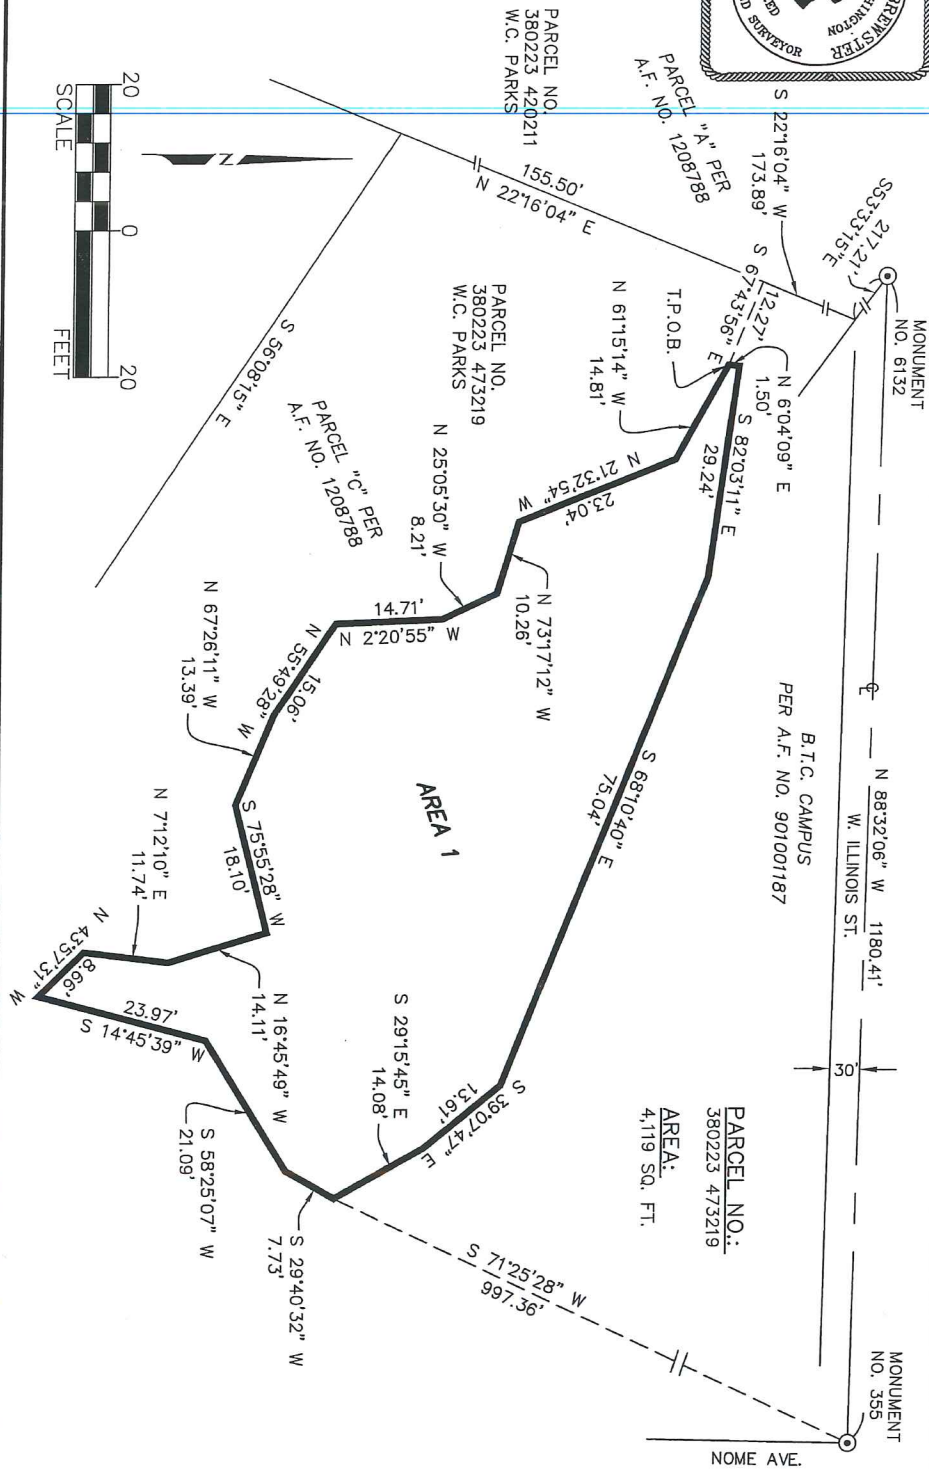 BREWSTER
HINGTON
ED
D SURVEYOR
MONUMENT
NO. 6132
S53°33'15"E
217.21'
S 22°16'04" W
173.89'
PARCEL "A" PER
A.F. NO. 1208788
PARCEL NO.
380223 420211
W.C. PARKS
155.50'
N 22°16'04" E
12.27'
S 67°43'56" E
N 6°04'09" E
1.50'
T.P.O.B.
N 61°15'14" W
14.81'
S 82°03'11" E
29.24'
N 21°32'54" W
23.04'
N 73°17'12" W
10.26'
N 25°05'30" W
8.21'
PARCEL NO.
380223 473219
W.C. PARKS
S 56°08'15" E
PARCEL "C" PER
A.F. NO. 1208788
14.71'
N 2°20'55" W
15.06'
N 55°49'28" W
N 67°26'11" W
13.39'
S 75°55'28" W
18.10'
AREA 1
S 68°10'40" E
75.04'
B.T.C. CAMPUS
PER A.F. NO. 901001187
N 88°32'06" W 1180.41'
W. ILLINOIS ST.
30'
N 7°12'10" E
11.74'
N 43°57'31" W
8.66'
N 16°45'49" W
14.11'
23.97'
S 14°45'39" W
S 29°15'45" E
14.08'
S 39°07'47" E
13.61'
S 58°25'07" W
21.09'
S 29°40'32" W
7.73'
PARCEL NO.:
380223 473219
AREA:
4,119 SQ. FT.
S 71°25'28" W
997.36'
MONUMENT
NO. 355
NOME AVE.
N
20 0 20
SCALE FEET